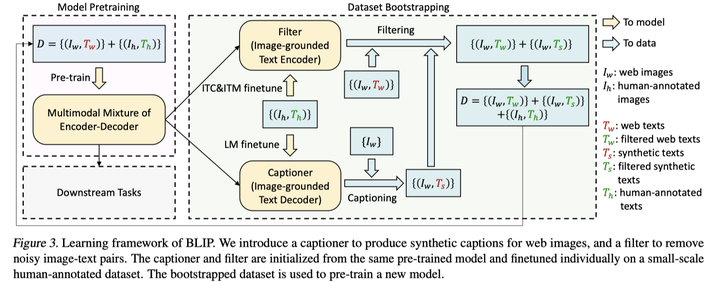 Model Pretraining
D = {(I_w, T_w)} + {(I_h, T_h)}
Pre-train
Multimodal Mixture of
Encoder-Decoder
Downstream Tasks
Dataset Bootstrapping
Filter
(Image-grounded
Text Encoder)
Filtering
{(I_w, T_w)} + {(I_w, T_s)}
ITC&ITM finetune
{(I_w, T_w)}
{(I_h, T_h)}
D = {(I_w, T_w)} + {(I_w, T_s)}
+{(I_h, T_h)}
LM finetune
{I_w}
Captioner
(Image-grounded
Text Decoder)
Captioning
{(I_w, T_s)}
To model
To data
I_w: web images
I_h: human-annotated
images
T_w: web texts
T_w: filtered web texts
T_s: synthetic texts
T_s: filtered synthetic
texts
T_h: human-annotated
texts
Figure 3. Learning framework of BLIP. We introduce a captioner to produce synthetic captions for web images, and a filter to remove
noisy image-text pairs. The captioner and filter are initialized from the same pre-trained model and finetuned individually on a small-scale
human-annotated dataset. The bootstrapped dataset is used to pre-train a new model.